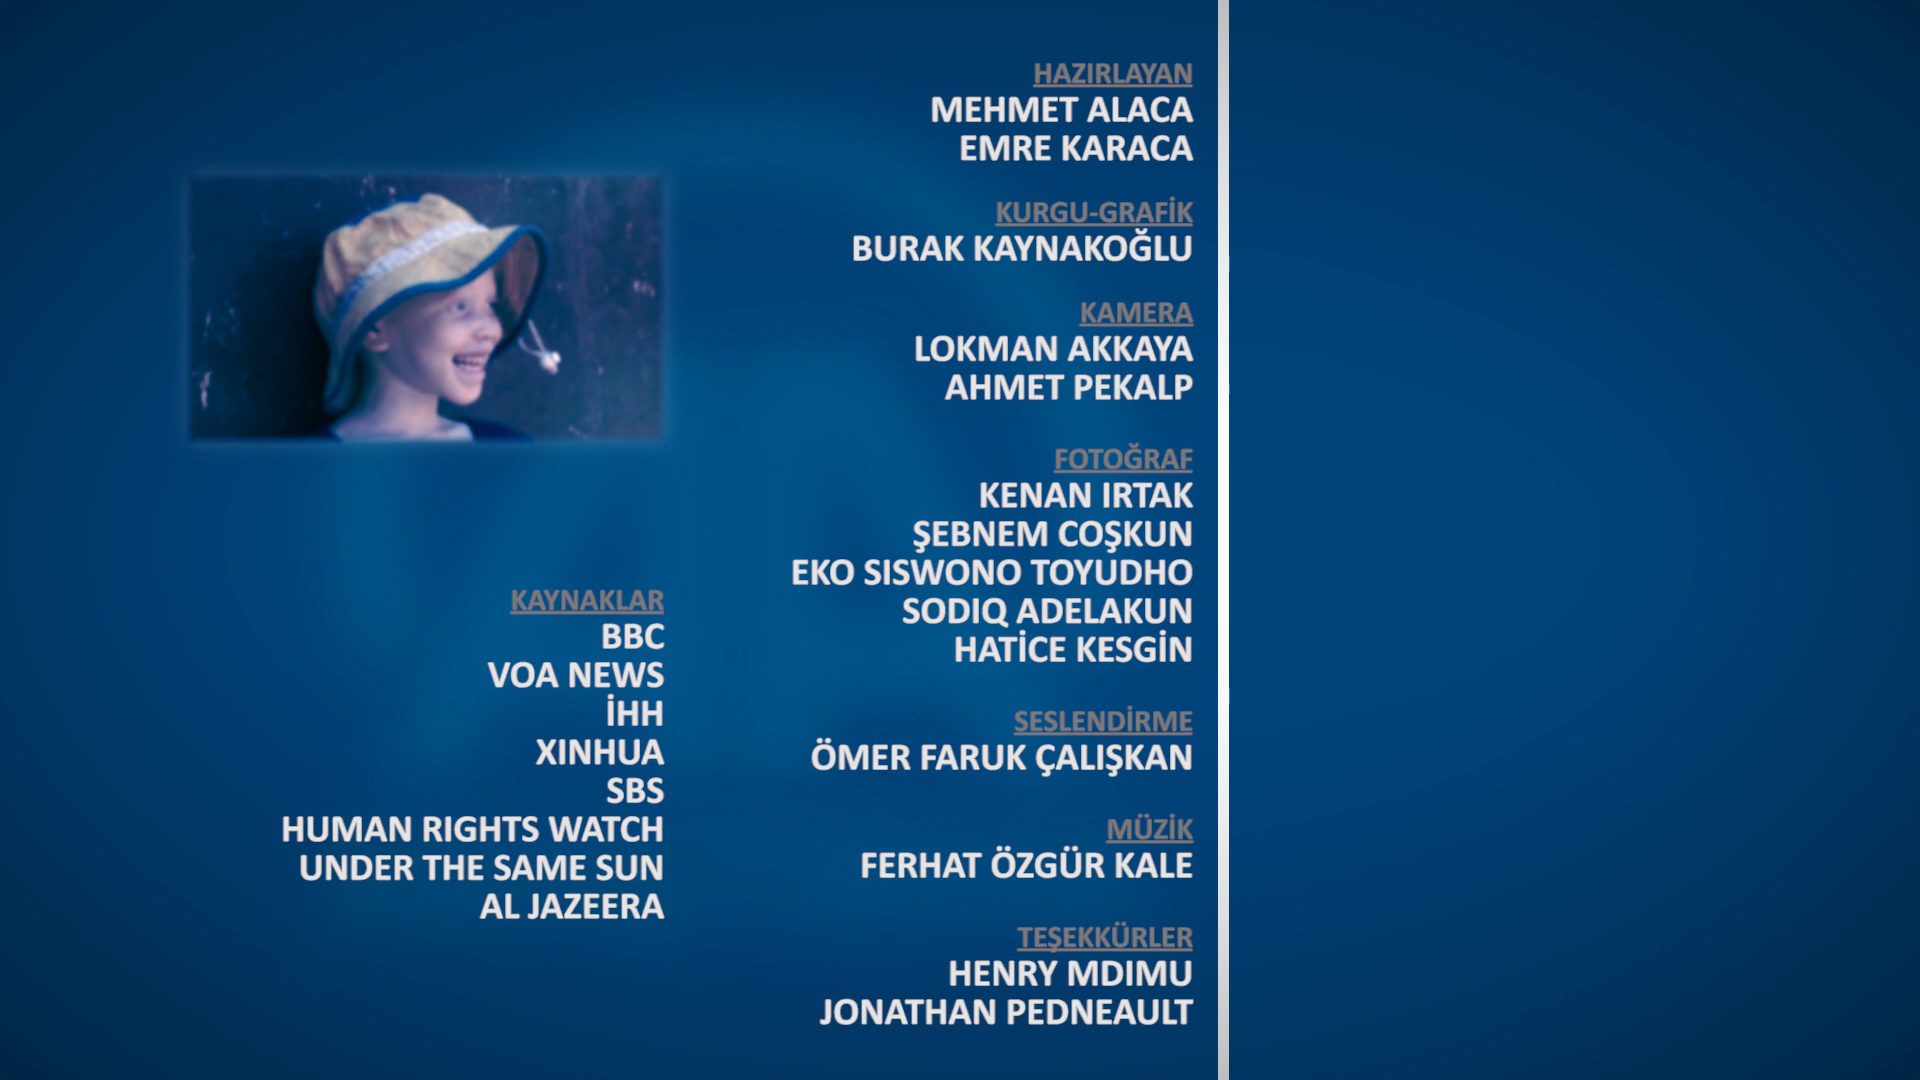 HAZIRLAYAN
MEHMET ALACA
EMRE KARACA
KURGU-GRAFİK
BURAK KAYNAKOĞLU
KAMERA
LOKMAN AKKAYA
AHMET PEKALP
FOTOĞRAF
KENAN IRTAK
ŞEBNEM COŞKUN
EKO SISWONO TOYUDHO
SODIQ ADELAKUN
HATİCE KESGİN
SESLENDİRME
ÖMER FARUK ÇALIŞKAN
MÜZİK
FERHAT ÖZGÜR KALE
TEŞEKKÜRLER
HENRY MDIMU
JONATHAN PEDNEAULT
KAYNAKLAR
BBC
VOA NEWS
İHH
XINHUA
SBS
HUMAN RIGHTS WATCH
UNDER THE SAME SUN
AL JAZEERA